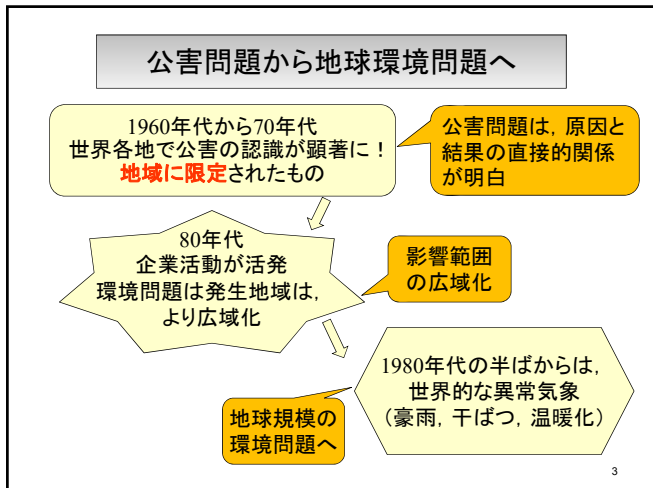 公害問題から地球環境問題へ
1960年代から70年代
世界各地で公害の認識が顕著に！
地域に限定されたもの
公害問題は，原因と
結果の直接的関係
が明白
80年代
企業活動が活発
環境問題は発生地域は，
より広域化
影響範囲
の広域化
1980年代の半ばからは，
世界的な異常気象
（豪雨，干ばつ，温暖化）
地球規模の
環境問題へ
3